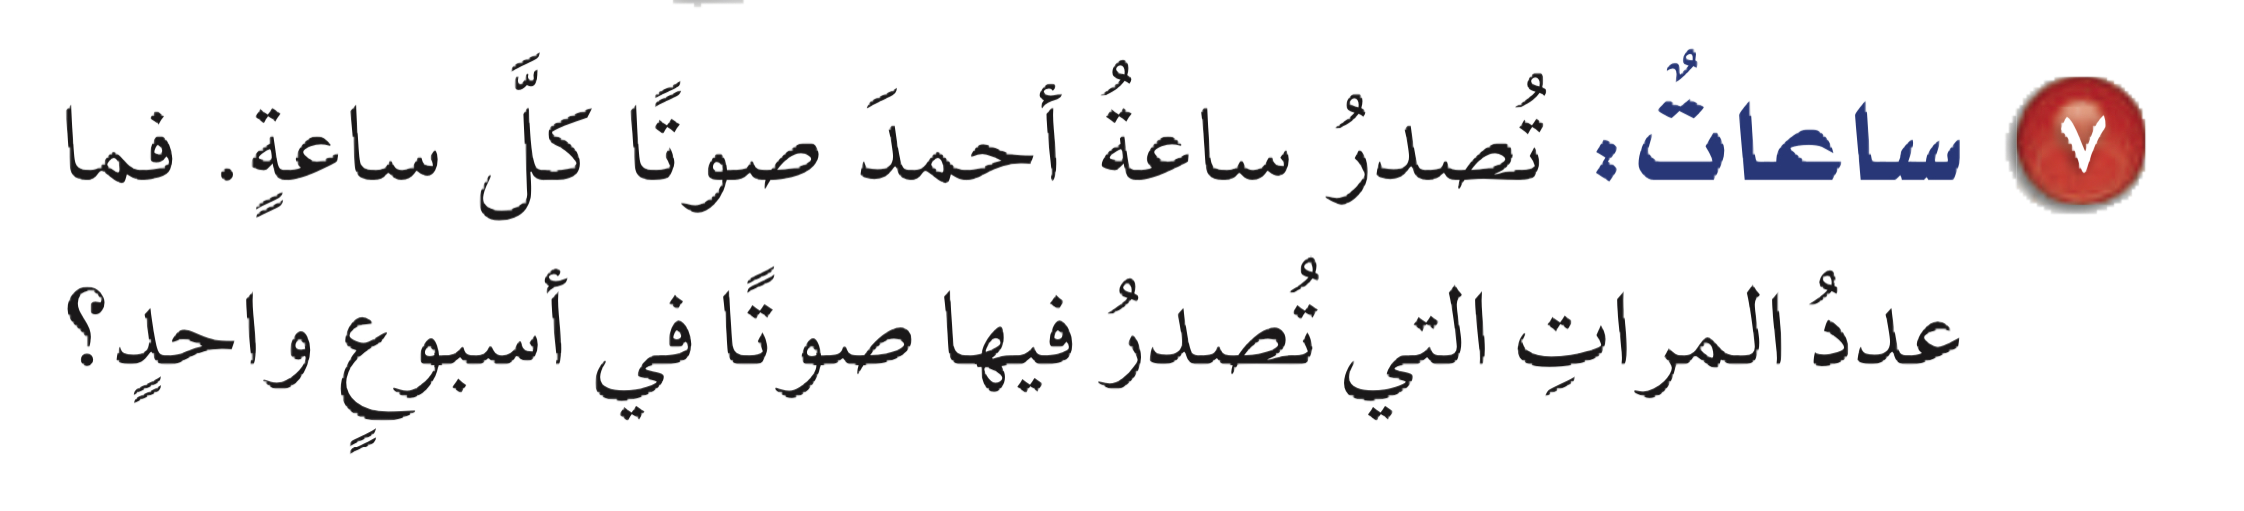 ٧ ساعاتٌ: تُصدرُ ساعةُ أحمدَ صوتًا كلَّ ساعةٍ. فما
عددُ المراتِ التي تُصدرُ فيها صوتًا في أسبوعٍ واحدٍ؟